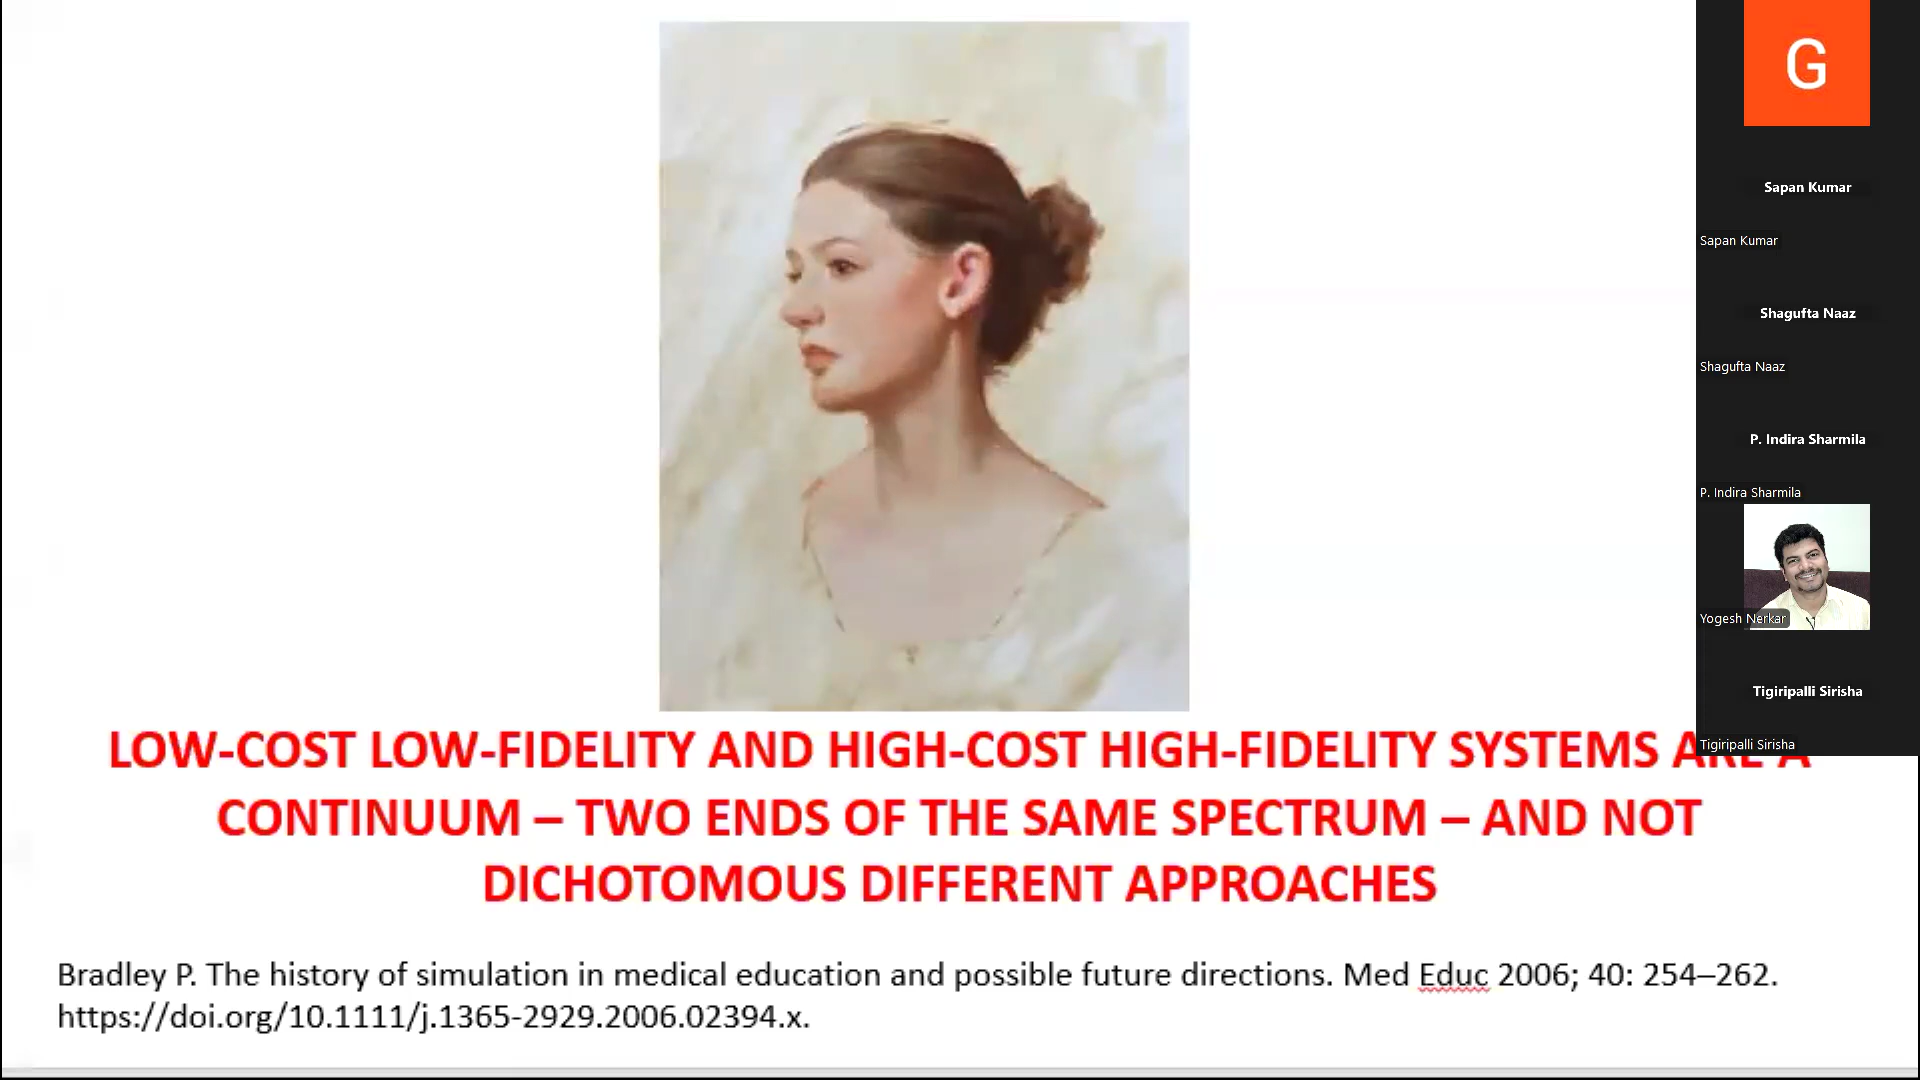 G
Sapan Kumar
Sapan Kumar
Shagufta Naaz
Shagufta Naaz
P. Indira Sharmila
P. Indira Sharmila
Yogesh Nerkar
Tigiripalli Sirisha
Tigiripalli Sirisha
LOW-COST LOW-FIDELITY AND HIGH-COST HIGH-FIDELITY SYSTEMS ARE A
CONTINUUM – TWO ENDS OF THE SAME SPECTRUM – AND NOT
DICHOTOMOUS DIFFERENT APPROACHES
Bradley P. The history of simulation in medical education and possible future directions. Med Educ 2006; 40: 254–262.
https://doi.org/10.1111/j.1365-2929.2006.02394.x.